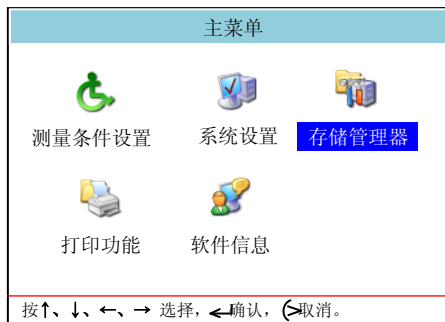 主菜单
测量条件设置 系统设置 存储管理器
打印功能 软件信息
按↑、↓、←、→ 选择，↵确认，取消。